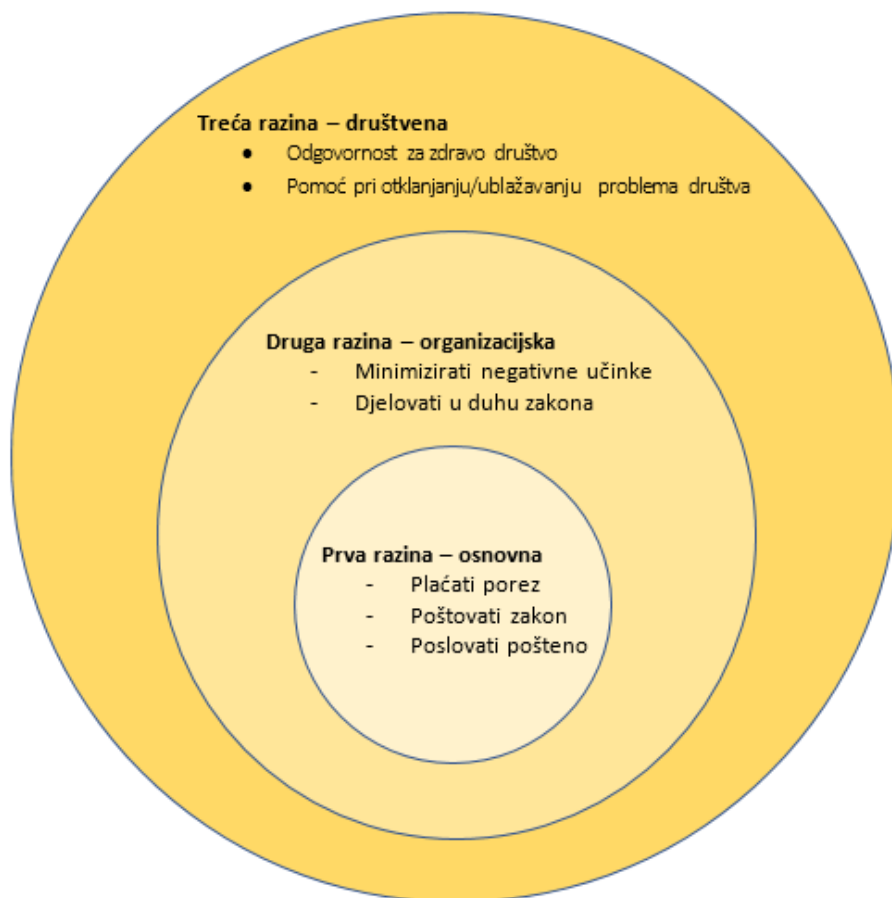 Treća razina – društvena
● Odgovornost za zdravo društvo
● Pomoć pri otklanjanju/ublažavanju problema društva
Druga razina – organizacijska
- Minimizirati negativne učinke
- Djelovati u duhu zakona
Prva razina – osnovna
- Plaćati porez
- Poštovati zakon
- Poslovati pošteno